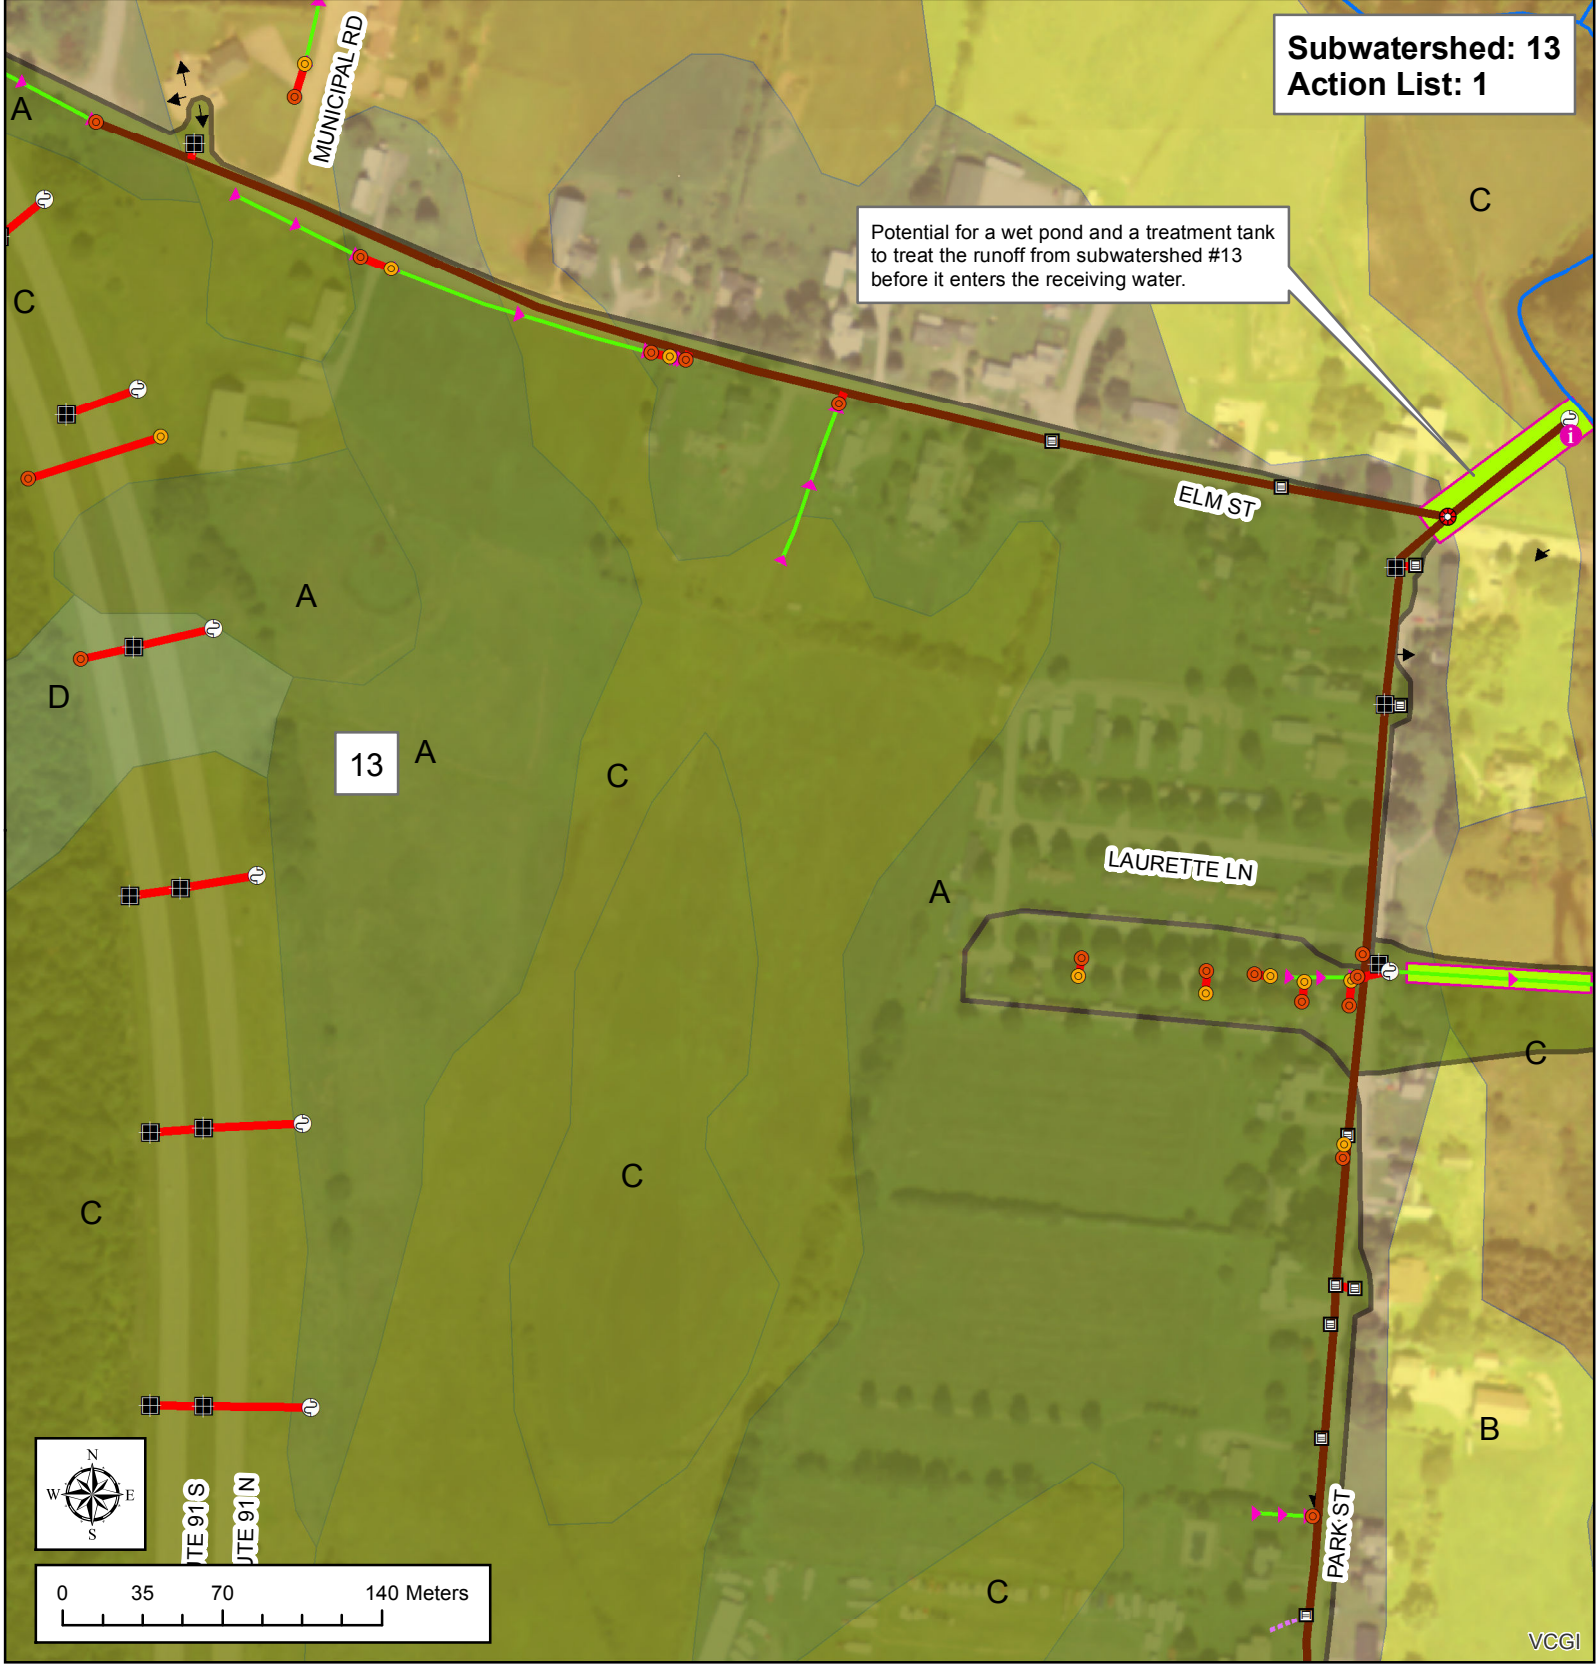 Subwatershed: 13
Action List: 1
MUNICIPAL RD
A
C
C
Potential for a wet pond and a treatment tank
to treat the runoff from subwatershed #13
before it enters the receiving water.
i
ELM ST
A
D
13
A
C
LAURETTE LN
A
C
C
C
B
N
W E
S
UTE 91 S
UTE 91 N
PARK ST
0 35 70 140 Meters
C
VCGI